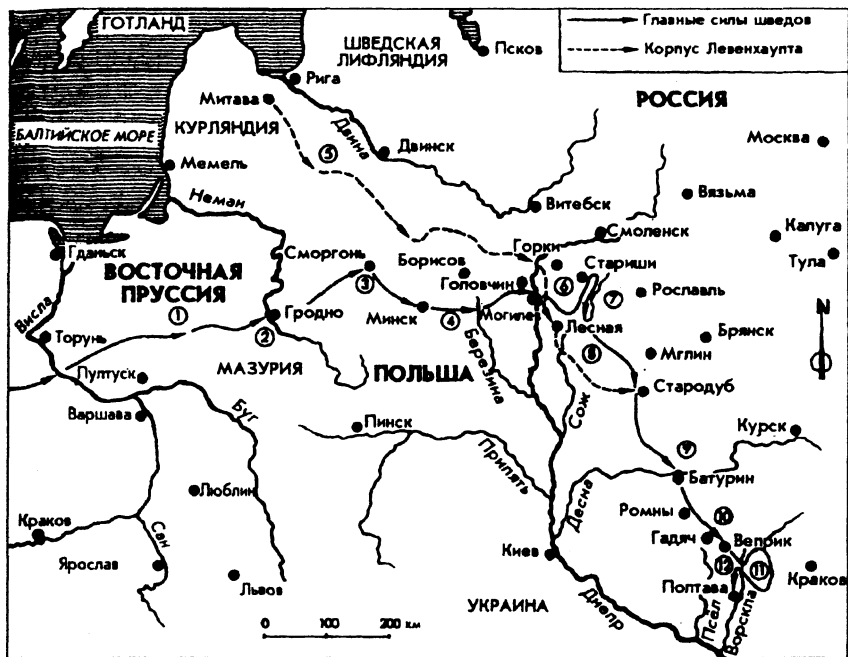 ГОТЛАНД
Главные силы шведов
Корпус Левенхаупта
ШВЕДСКАЯ
ЛИФЛЯНДИЯ
Псков
Рига
Митава
РОССИЯ
КУРЛЯНДИЯ
БАЛТИЙСКОЕ МОРЕ
Двина
Двинск
Москва
5
Мемель
Неман
Витебск
Вязьма
Смоленск
Калуга
Гданьск
Сморгонь
Борисов
Горки
Тула
ВОСТОЧНАЯ
ПРУССИЯ
3
Головчин
6
Стариши
Рославль
7
N
Висла
1
2
Гродно
Минск
4
Могилев
Лесная
Брянск
Торунь
МАЗУРИЯ
ПОЛЬША
Березина
8
Мглин
Пултуск
Стародуб
Варшава
Буг
Пинск
Сож
Курск
Припять
9
Люблин
Десна
Батурин
Ромны
10
Краков
Сан
Киев
Гадяч
Веприк
Ярослав
Львов
12
11
Краков
Полтава
УКРАИНА
Днепр
Псел
Ворскла
0 100 200 км